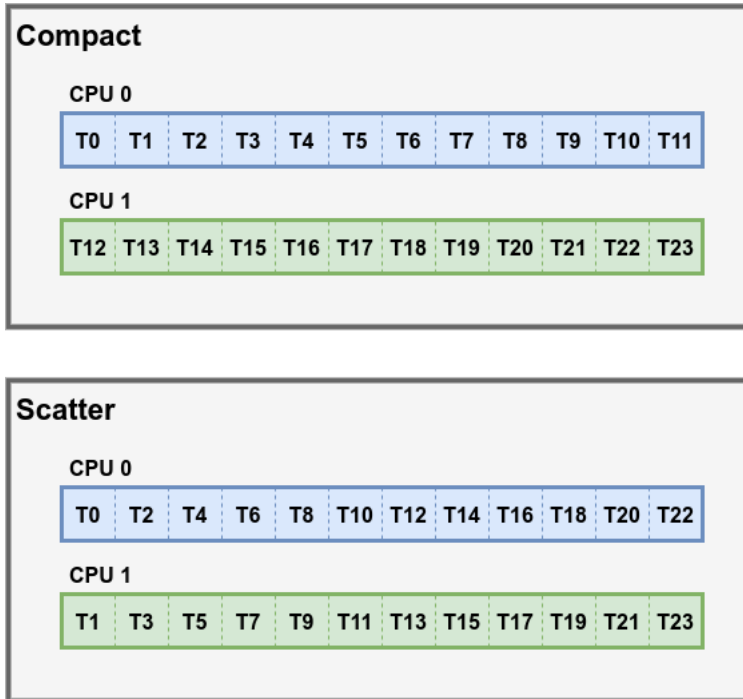 Compact
CPU 0
T0 T1 T2 T3 T4 T5 T6 T7 T8 T9 T10 T11
CPU 1
T12 T13 T14 T15 T16 T17 T18 T19 T20 T21 T22 T23
Scatter
CPU 0
T0 T2 T4 T6 T8 T10 T12 T14 T16 T18 T20 T22
CPU 1
T1 T3 T5 T7 T9 T11 T13 T15 T17 T19 T21 T23